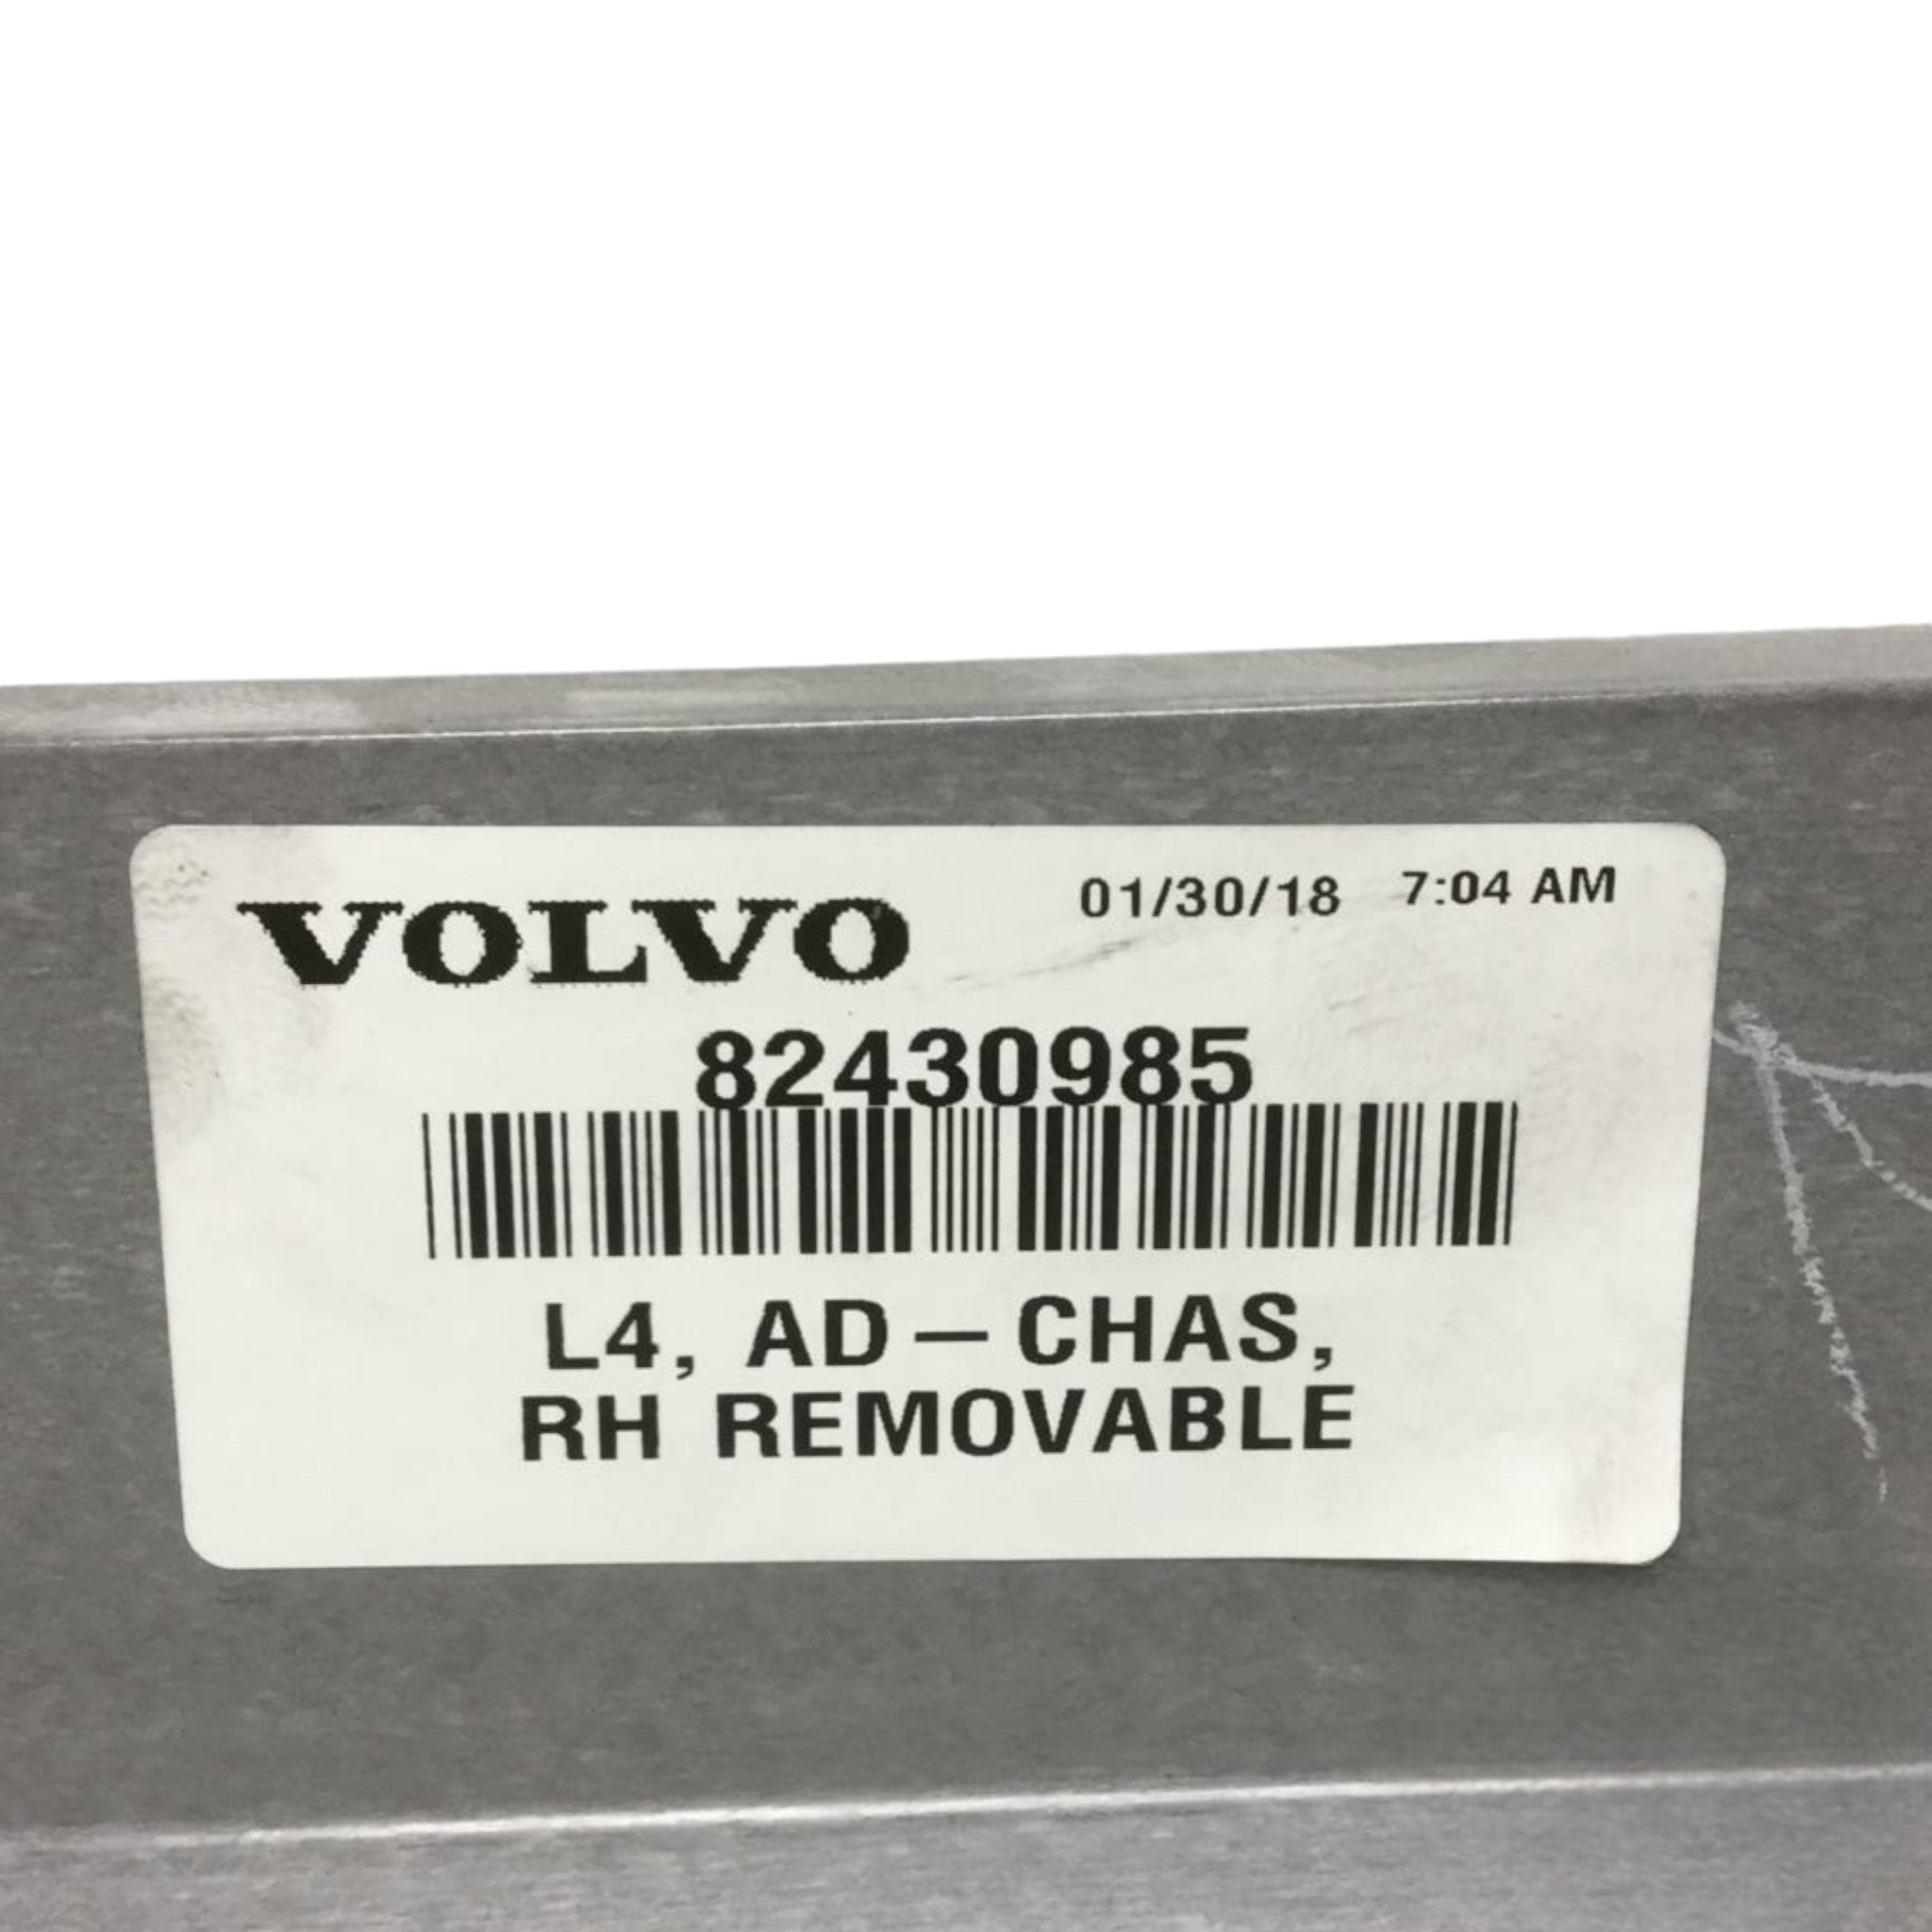 VOLVO 01/30/18 7:04 AM
82430985
L4, AD – CHAS,
RH REMOVABLE